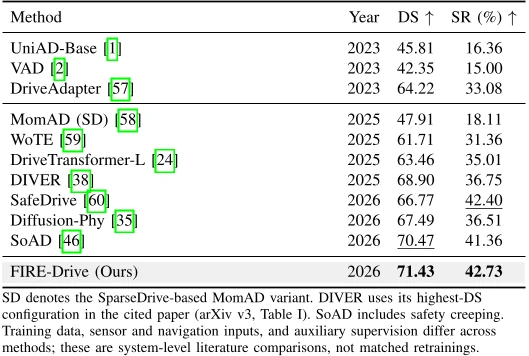 Method Year DS ↑ SR (%) ↑
UniAD-Base [1] 2023 45.81 16.36
VAD [2] 2023 42.35 15.00
DriveAdapter [57] 2023 64.22 33.08
MomAD (SD) [58] 2025 47.91 18.11
WoTE [59] 2025 61.71 31.36
DriveTransformer-L [24] 2025 63.46 35.01
DIVER [38] 2025 68.90 36.75
SafeDrive [60] 2026 66.77 42.40
Diffusion-Phy [35] 2026 67.49 36.51
SoAD [46] 2026 70.47 41.36
FIRE-Drive (Ours) 2026 71.43 42.73
SD denotes the SparseDrive-based MomAD variant. DIVER uses its highest-DS
configuration in the cited paper (arXiv v3, Table I). SoAD includes safety creeping.
Training data, sensor and navigation inputs, and auxiliary supervision differ across
methods; these are system-level literature comparisons, not matched retrainings.